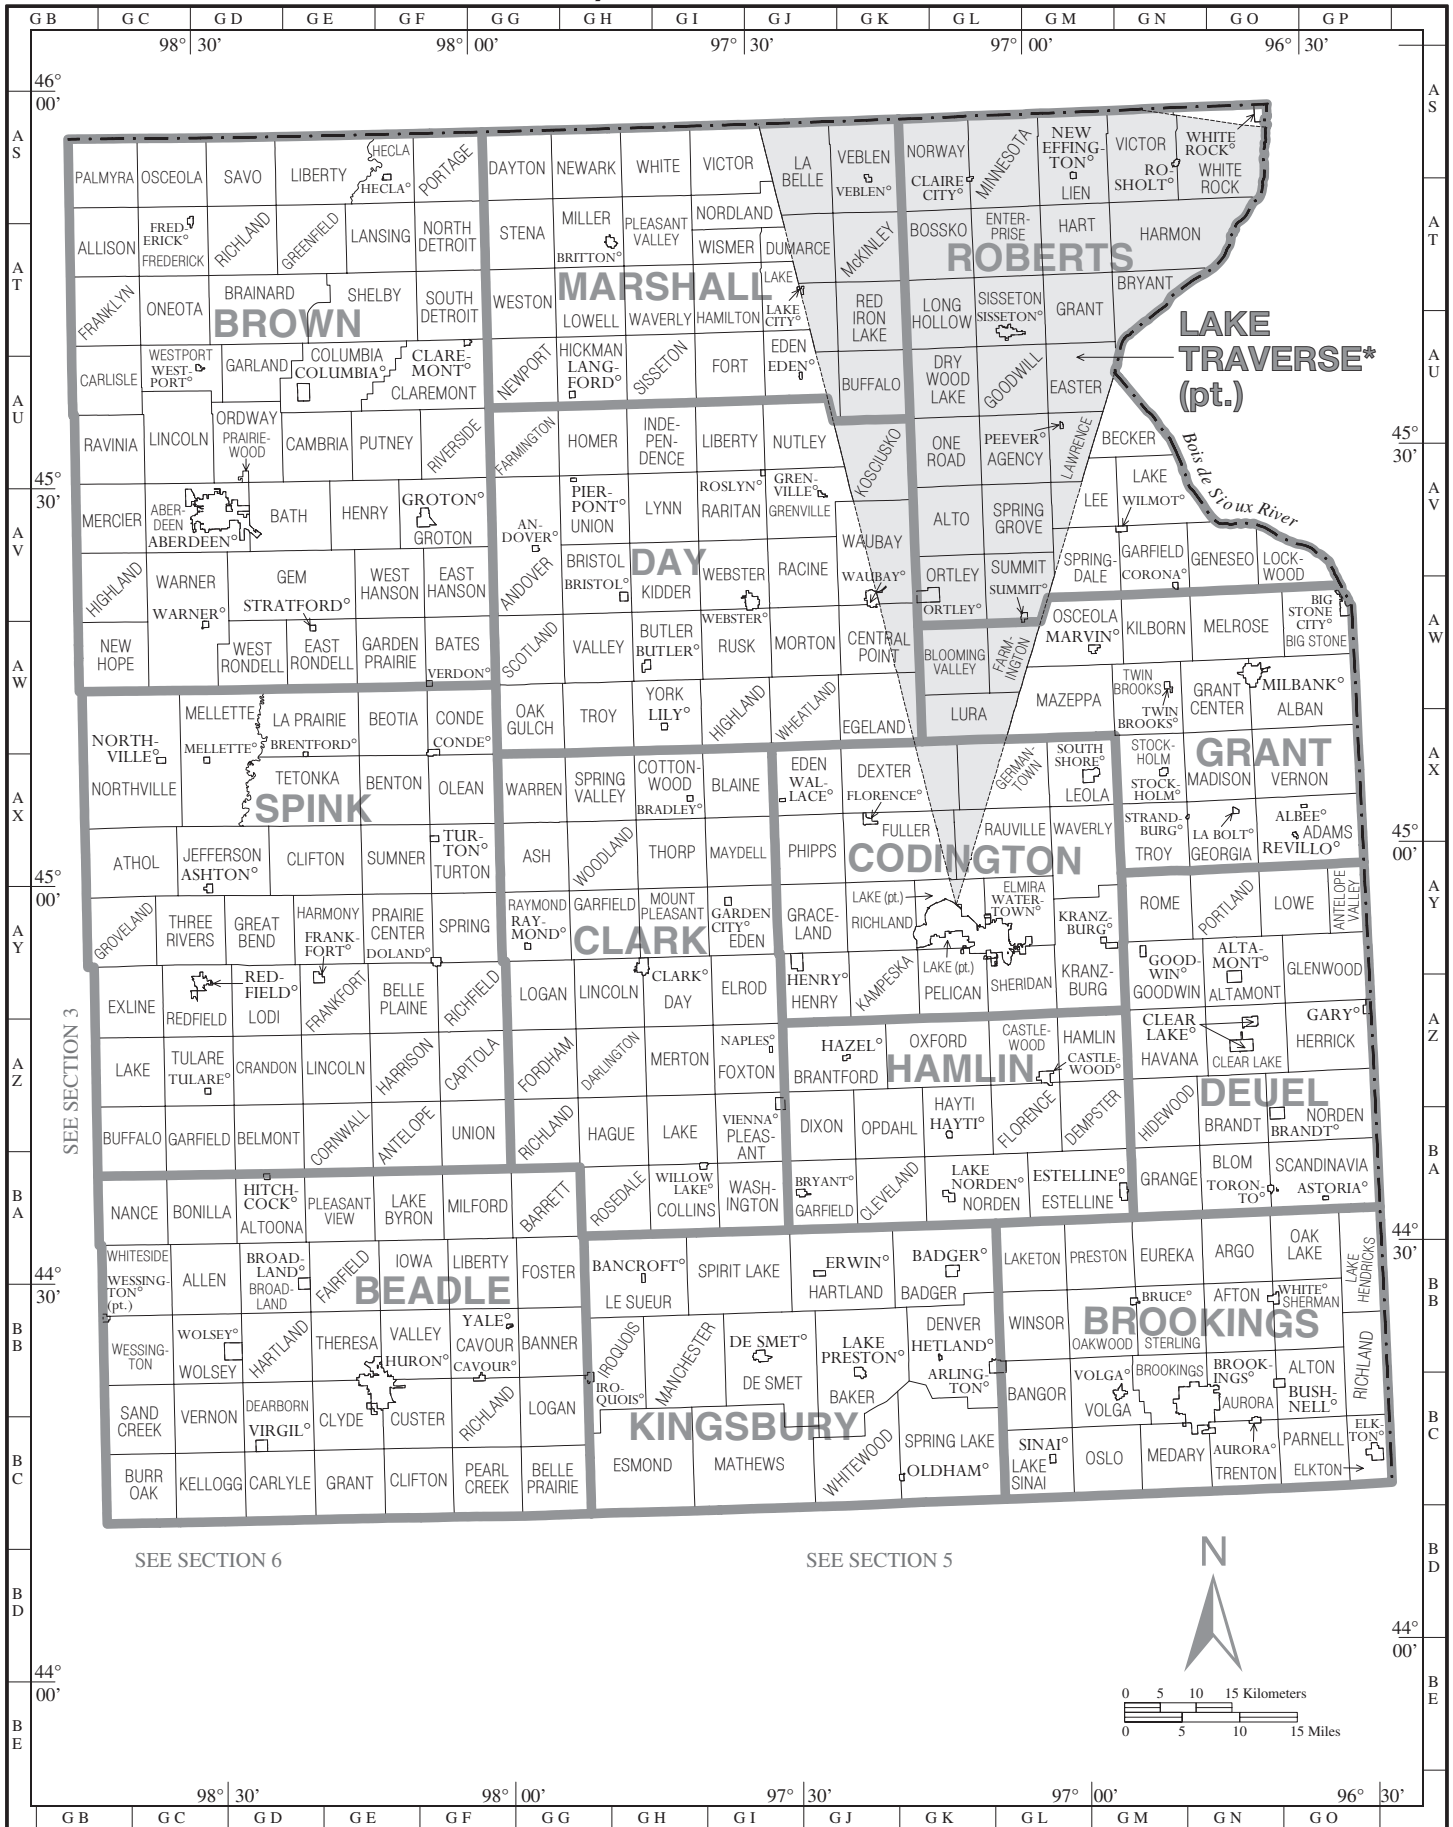 GB GC GD GE GF GG GH GI GJ GK GL GM GN GO GP
98° 30' 98° 00' 97° 30' 97° 00' 96° 30'
46°
00'
A
S
A
T
A
U
A
V
A
W
A
X
A
Y
A
Z
B
A
B
B
B
C
B
D
B
E
45°
30'
45°
00'
44°
30'
44°
00'
SEE SECTION 3
BROWN
PALMYRA
OSCEOLA
SAVO
LIBERTY
HECLA
HECLA°
PORTAGE
ALLISON
FRED-
ERICK°
FREDERICK
RICHLAND
GREENFIELD
LANSING
NORTH
DETROIT
FRANKLYN
ONEOTA
BRAINARD
SHELBY
SOUTH
DETROIT
CARLISLE
WESTPORT
WEST-
PORT°
GARLAND
COLUMBIA
COLUMBIA°
CLARE-
MONT°
CLAREMONT
RAVINIA
LINCOLN
ORDWAY
PRAIRIE-
WOOD
CAMBRIA
PUTNEY
RIVERSIDE
MERCIER
ABER-
DEEN
ABERDEEN°
BATH
HENRY
GROTON°
GROTON
HIGHLAND
WARNER
WARNER°
GEM
STRATFORD°
WEST
HANSON
EAST
HANSON
NEW
HOPE
WEST
RONDELL
EAST
RONDELL
GARDEN
PRAIRIE
BATES
VERDON°
MARSHALL
DAYTON
NEWARK
WHITE
VICTOR
LA
BELLE
VEBLEN
VEBLEN°
STENA
MILLER
BRITTON°
PLEASANT
VALLEY
NORDLAND
WISMER
DUMARCE
McKINLEY
WESTON
LOWELL
WAVERLY
HAMILTON
LAKE
LAKE
CITY°
RED
IRON
LAKE
NEWPORT
HICKMAN
LANG-
FORD°
SISSETON
FORT
EDEN
EDEN°
BUFFALO
ROBERTS
NORWAY
CLAIRE
CITY°
MINNESOTA
NEW
EFFING-
TON°
LIEN
VICTOR
RO-
SHOLT°
WHITE
ROCK°
WHITE
ROCK
BOSSKO
ENTER-
PRISE
HART
HARMON
LONG
HOLLOW
SISSETON
SISSETON°
GRANT
BRYANT
DRY
WOOD
LAKE
GOODWILL
EASTER
LAKE
TRAVERSE*
(pt.)
ONE
ROAD
PEEVER°
AGENCY
LAWRENCE
BECKER
LAKE
WILMOT°
LEE
Bois de Sioux River
ALTO
SPRING
GROVE
SPRING-
DALE
GARFIELD
CORONA°
GENESEO
LOCK-
WOOD
ORTLEY
ORTLEY°
SUMMIT
SUMMIT°
DAY
FARMINGTON
HOMER
INDE-
PEN-
DENCE
LIBERTY
NUTLEY
KOSCIUSKO
AN-
DOVER°
ANDOVER
PIER-
PONT°
UNION
LYNN
ROSLYN°
RARITAN
GREN-
VILLE°
GRENVILLE
WAUBAY
WAUBAY°
BRISTOL
BRISTOL°
KIDDER
WEBSTER
WEBSTER°
RACINE
SCOTLAND
VALLEY
BUTLER
BUTLER°
RUSK
MORTON
CENTRAL
POINT
OAK
GULCH
TROY
YORK
LILY°
HIGHLAND
WHEATLAND
EGELAND
GRANT
BLOOMING
VALLEY
FARM-
INGTON
OSCEOLA
MARVIN°
KILBORN
MELROSE
BIG
STONE
CITY°
BIG STONE
LURA
MAZEPPA
TWIN
BROOKS
TWIN
BROOKS°
GRANT
CENTER
MILBANK°
ALBAN
STOCK-
HOLM
STOCK-
HOLM°
MADISON
VERNON
STRAND-
BURG°
TROY
LA BOLT°
GEORGIA
ALBEE°
ADAMS
REVILLO°
SPINK
NORTH-
VILLE°
NORTHVILLE
MELLETTE
MELLETTE°
LA PRAIRIE
BRENTFORD°
BEOTIA
CONDE
CONDE°
TETONKA
BENTON
OLEAN
ATHOL
JEFFERSON
ASHTON°
CLIFTON
SUMNER
TUR-
TON°
TURTON
GROVELAND
THREE
RIVERS
GREAT
BEND
HARMONY
FRANK-
FORT°
PRAIRIE
CENTER
DOLAND°
SPRING
EXLINE
REDFIELD
RED-
FIELD°
LODI
FRANKFORT
BELLE
PLAINE
RICHFIELD
LAKE
TULARE
TULARE°
CRANDON
LINCOLN
HARRISON
CAPITOLA
BUFFALO
GARFIELD
BELMONT
CORNWALL
ANTELOPE
UNION
CLARK
WARREN
SPRING
VALLEY
COTTON-
WOOD
BRADLEY°
BLAINE
ASH
WOODLAND
THORP
MAYDELL
RAYMOND
RAY-
MOND°
GARFIELD
MOUNT
PLEASANT
GARDEN
CITY°
EDEN
LOGAN
LINCOLN
CLARK°
DAY
ELROD
FORDHAM
DARLINGTON
MERTON
NAPLES°
FOXTON
RICHLAND
HAGUE
LAKE
VIENNA°
PLEAS-
ANT
ROSEDALE
WILLOW
LAKE°
COLLINS
WASH-
INGTON
CODINGTON
EDEN
WAL-
LACE°
DEXTER
FLORENCE°
GERMAN-
TOWN
SOUTH
SHORE°
LEOLA
PHIPPS
FULLER
RAUVILLE
WAVERLY
GRACE-
LAND
LAKE (pt.)
RICHLAND
ELMIRA
WATER-
TOWN°
KRANZ-
BURG°
HENRY°
HENRY
KAMPESKA
LAKE (pt.)
PELICAN
SHERIDAN
KRANZ-
BURG
HAMLIN
HAZEL°
BRANTFORD
OXFORD
CASTLE-
WOOD
HAMLIN
CASTLE-
WOOD°
DIXON
OPDAHL
HAYTI
HAYTI°
FLORENCE
DEMPSTER
BRYANT°
GARFIELD
CLEVELAND
LAKE
NORDEN°
NORDEN
ESTELLINE°
ESTELLINE
DEUEL
ROME
PORTLAND
LOWE
ANTELOPE
VALLEY
GOOD-
WIN°
GOODWIN
ALTA-
MONT°
ALTAMONT
GLENWOOD
CLEAR
LAKE°
HAVANA
CLEAR LAKE
GARY°
HERRICK
HIDEWOOD
BRANDT
NORDEN
BRANDT°
GRANGE
BLOM
TORON-
TO°
SCANDINAVIA
ASTORIA°
BEADLE
NANCE
BONILLA
HITCH-
COCK°
ALTOONA
PLEASANT
VIEW
LAKE
BYRON
MILFORD
BARRETT
WHITESIDE
WESSING-
TON°
(pt.)
ALLEN
BROAD-
LAND°
BROAD-
LAND
FAIRFIELD
IOWA
LIBERTY
FOSTER
WESSING-
TON
WOLSEY°
WOLSEY
HARTLAND
THERESA
VALLEY
HURON°
YALE°
CAVOUR
CAVOUR°
BANNER
SAND
CREEK
VERNON
DEARBORN
VIRGIL°
CLYDE
CUSTER
RICHLAND
LOGAN
BURR
OAK
KELLOGG
CARLYLE
GRANT
CLIFTON
PEARL
CREEK
BELLE
PRAIRIE
KINGSBURY
BANCROFT°
LE SUEUR
SPIRIT LAKE
ERWIN°
HARTLAND
BADGER°
BADGER
IROQUOIS
IRO-
QUOIS°
MANCHESTER
DE SMET°
DE SMET
LAKE
PRESTON°
BAKER
DENVER
HETLAND°
ARLING-
TON°
ESMOND
MATHEWS
WHITEWOOD
SPRING LAKE
OLDHAM°
BROOKINGS
LAKETON
PRESTON
EUREKA
ARGO
OAK
LAKE
LAKE
HENDRICKS
WINSOR
OAKWOOD
BRUCE°
STERLING
AFTON
WHITE°
SHERMAN
RICHLAND
BANGOR
VOLGA°
VOLGA
BROOKINGS
BROOK-
INGS°
AURORA
ALTON
BUSH-
NELL°
SINAI°
LAKE
SINAI
OSLO
MEDARY
AURORA°
TRENTON
PARNELL
ELK-
TON°
ELKTON
SEE SECTION 6
SEE SECTION 5
N
0 5 10 15 Kilometers
0 5 10 15 Miles
A
S
A
T
A
U
A
V
A
W
A
X
A
Y
A
Z
B
A
B
B
B
C
B
D
B
E
45°
30'
45°
00'
44°
30'
44°
00'
98° 30' 98° 00' 97° 30' 97° 00' 96° 30'
GB GC GD GE GF GG GH GI GJ GK GL GM GN GO